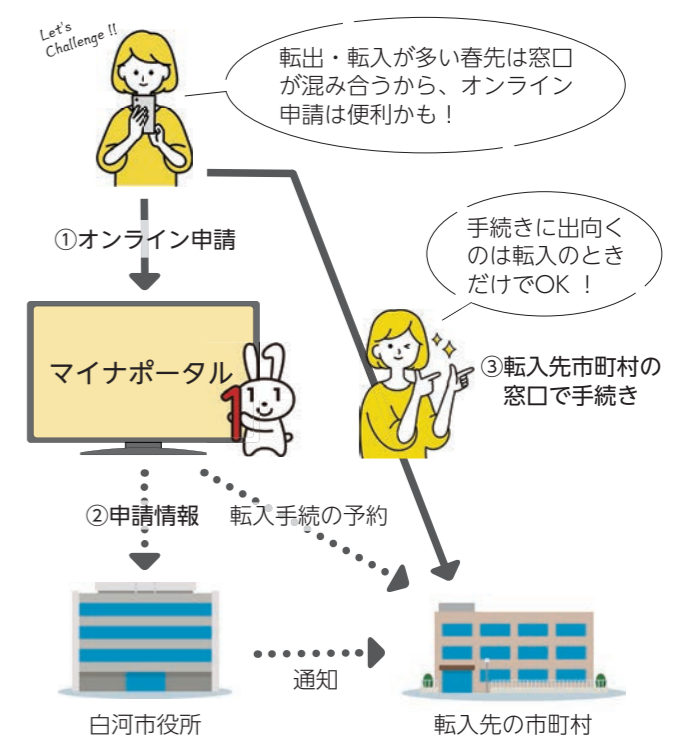 Let's
Challenge !!
転出・転入が多い春先は窓口
が混み合うから、オンライン
申請は便利かも！
①オンライン申請
手続きに出向く
のは転入のとき
だけでOK ！
マイナポータル
1
③転入先市町村の
窓口で手続き
②申請情報
転入手続の予約
通知
白河市役所
転入先の市町村